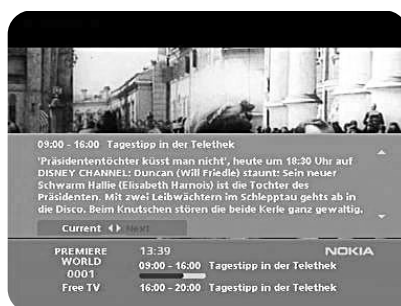 09:00 - 16:00 Tagestipp in der Telethek
'Präsidententöchter küsst man nicht', heute um 18:30 Uhr auf
DISNEY CHANNEL: Duncan (Will Friedle) staunt: Sein neuer
Schwarm Hallie (Elisabeth Harnois) ist die Tochter des
Präsidenten. Mit zwei Leibwächtern im Schlepptau gehts ab in
die Disco. Beim Knutschen stören die beide Kerle ganz gewaltig.
Current Next
PREMIERE WORLD 0001 Free TV
13:39 NOKIA
09:00 - 16:00 Tagestipp in der Telethek
16:00 - 20:00 Tagestipp in der Telethek